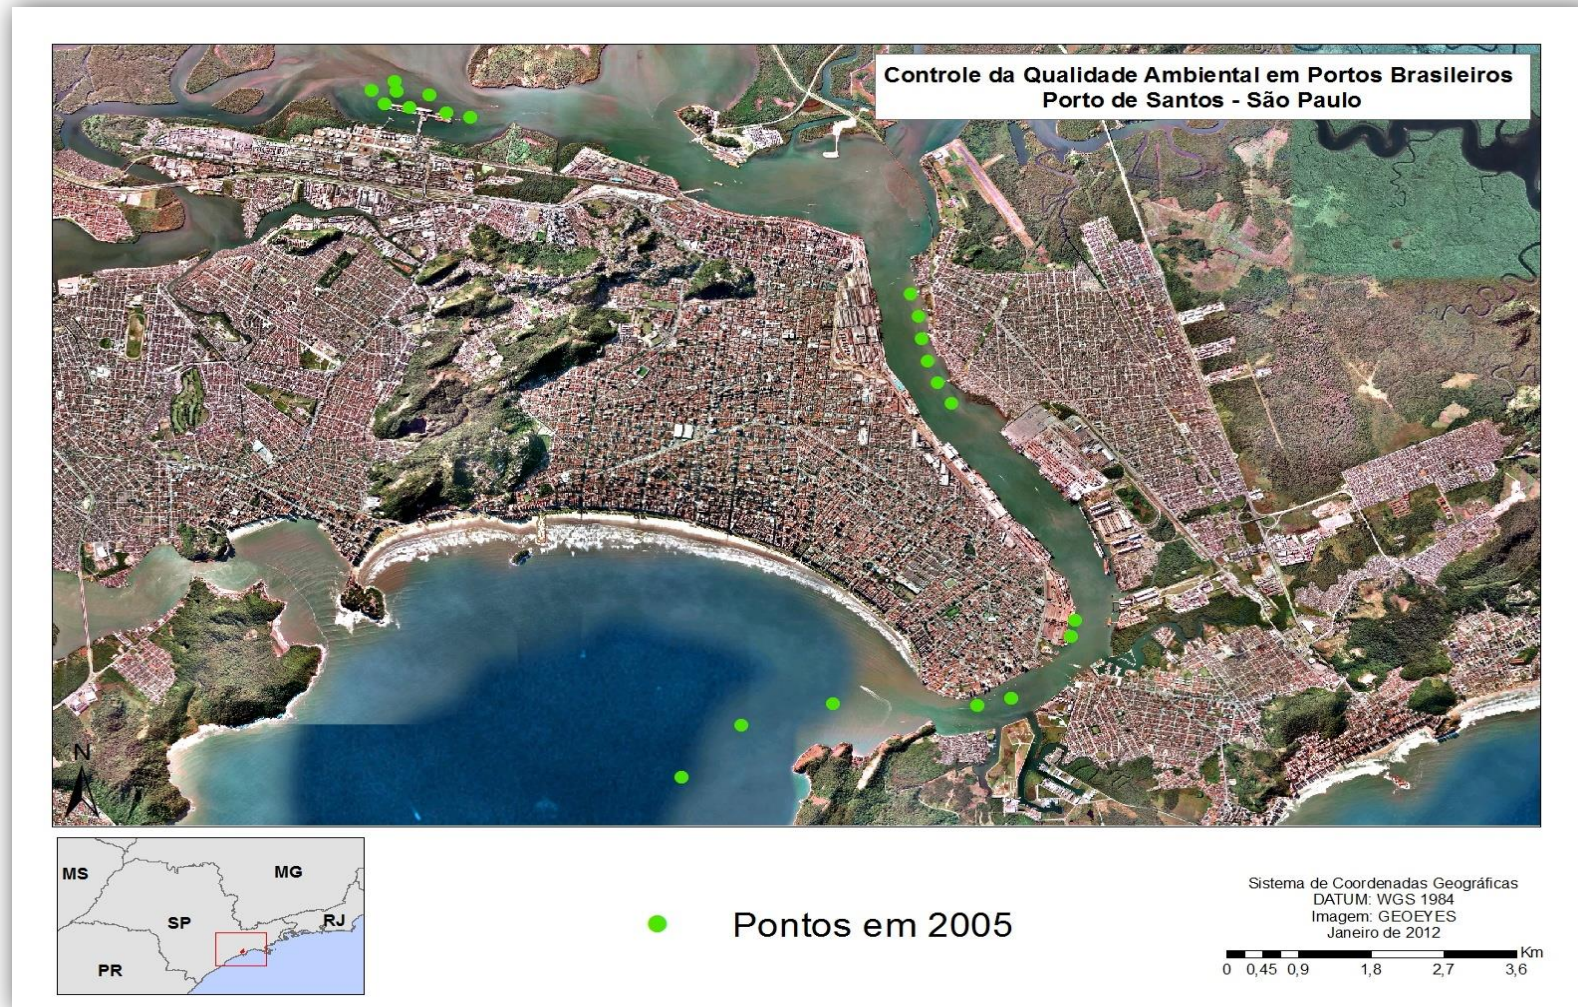 Controle da Qualidade Ambiental em Portos Brasileiros
Porto de Santos - São Paulo
N
MS
MG
SP
RJ
PR
Pontos em 2005
Sistema de Coordenadas Geográficas
DATUM: WGS 1984
Imagem: GEOEYES
Janeiro de 2012
Km
0 0,45 0,9 1,8 2,7 3,6